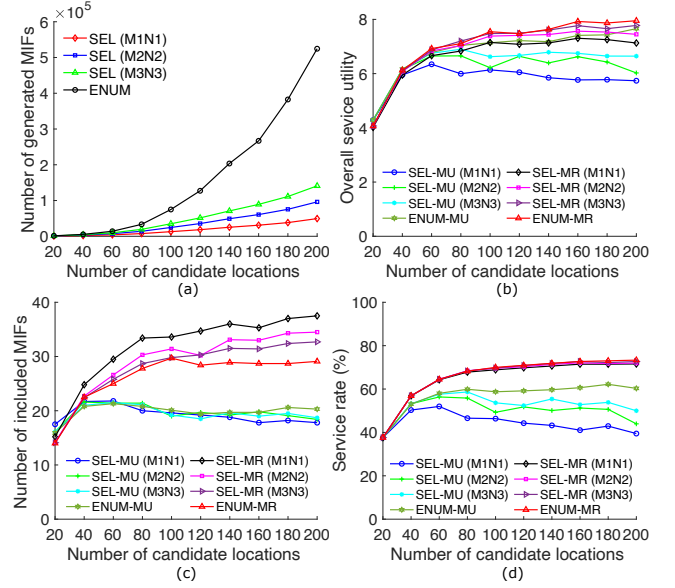 (a)
×10⁵
6
5
4
3
2
1
0
Number of generated MIFs
SEL (M1N1)
SEL (M2N2)
SEL (M3N3)
ENUM
20 40 60 80 100 120 140 160 180 200
Number of candidate locations
(a)
8
6
4
2
0
Overall sevice utility
SEL-MU (M1N1) SEL-MR (M1N1)
SEL-MU (M2N2) SEL-MR (M2N2)
SEL-MU (M3N3) SEL-MR (M3N3)
ENUM-MU ENUM-MR
20 40 60 80 100 120 140 160 180 200
Number of candidate locations
(b)
40
30
20
10
0
Number of included MIFs
SEL-MU (M1N1) SEL-MR (M1N1)
SEL-MU (M2N2) SEL-MR (M2N2)
SEL-MU (M3N3) SEL-MR (M3N3)
ENUM-MU ENUM-MR
20 40 60 80 100 120 140 160 180 200
Number of candidate locations
(c)
100
80
60
40
20
0
Service rate (%)
SEL-MU (M1N1) SEL-MR (M1N1)
SEL-MU (M2N2) SEL-MR (M2N2)
SEL-MU (M3N3) SEL-MR (M3N3)
ENUM-MU ENUM-MR
20 40 60 80 100 120 140 160 180 200
Number of candidate locations
(d)